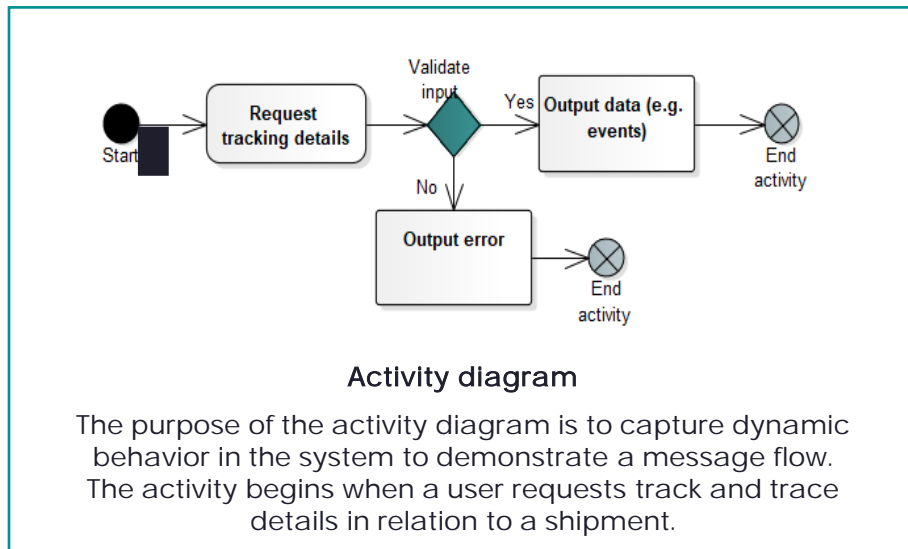 Validate
input
Request
tracking details
Yes
Output data (e.g.
events)
Start
End
activity
No
Output error
End
activity
Activity diagram
The purpose of the activity diagram is to capture dynamic
behavior in the system to demonstrate a message flow.
The activity begins when a user requests track and trace
details in relation to a shipment.